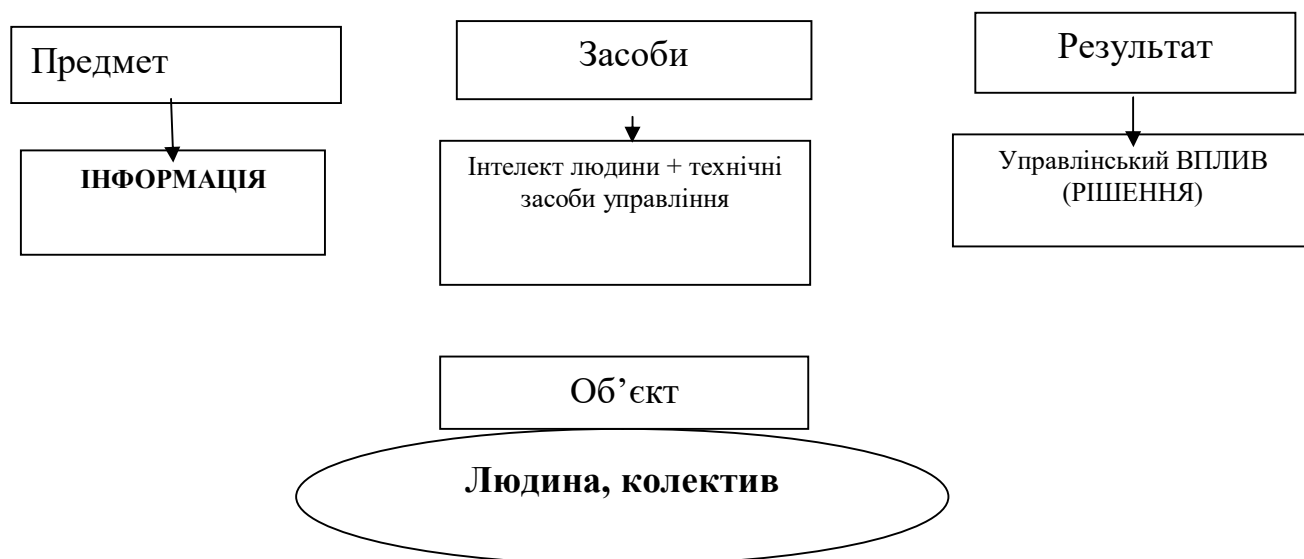 Предмет
Засоби
Результат
ІНФОРМАЦІЯ
Інтелект людини + технічні
засоби управління
Управлінський ВПЛИВ
(РІШЕННЯ)
Об’єкт
Людина, колектив